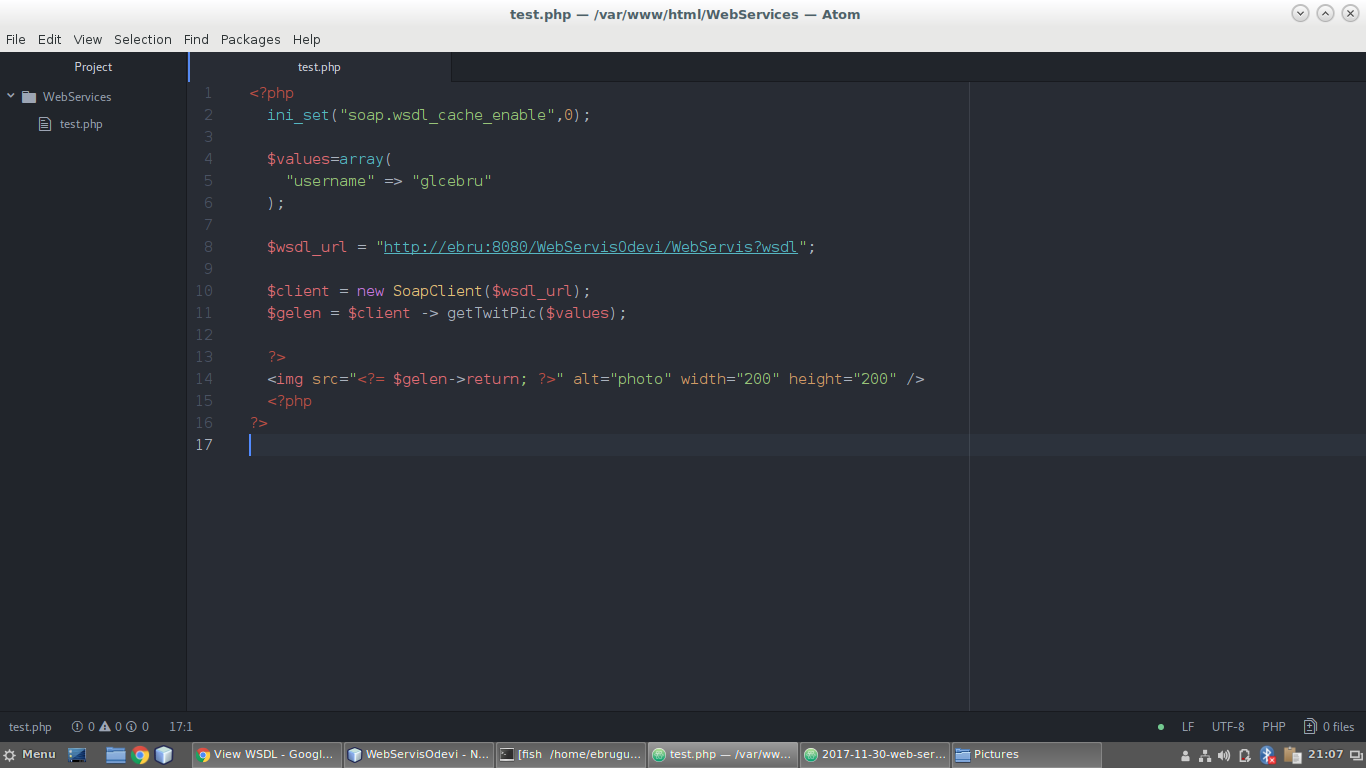 test.php — /var/www/html/WebServices — Atom
File Edit View Selection Find Packages Help
Project
test.php
WebServices
test.php
1 <?php
2 ini_set("soap.wsdl_cache_enable",0);
3
4 $values=array(
5 "username" => "glcebru"
6 );
7
8 $wsdl_url = "http://ebru:8080/WebServisOdevi/WebServis?wsdl";
9
10 $client = new SoapClient($wsdl_url);
11 $gelen = $client -> getTwitPic($values);
12
13 ?>
14 <img src="<?= $gelen->return; ?>" alt="photo" width="200" height="200" />
15 <?php
16 ?>
17
test.php 0 0 0 17:1 LF UTF-8 PHP 0 files
Menu View WSDL - Googl... WebServisOdevi - N... [fish /home/ebrugu... test.php — /var/ww... 2017-11-30-web-ser... Pictures 21:07